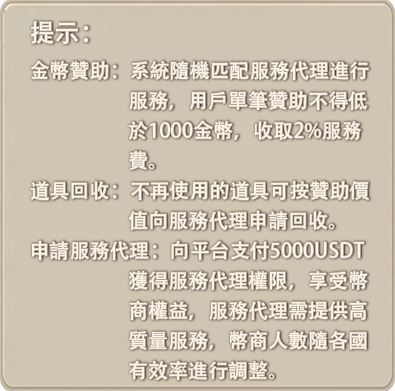 提示：
金幣贊助：系統隨機匹配服務代理進行
服務，用戶單筆贊助不得低
於1000金幣，收取2%服務
費。
道具回收：不再使用的道具可按贊助價
值向服務代理申請回收。
申請服務代理：向平台支付5000USDT
獲得服務代理權限，享受幣
商權益，服務代理需提供高
質量服務，幣商人數隨各國
有效率進行調整。